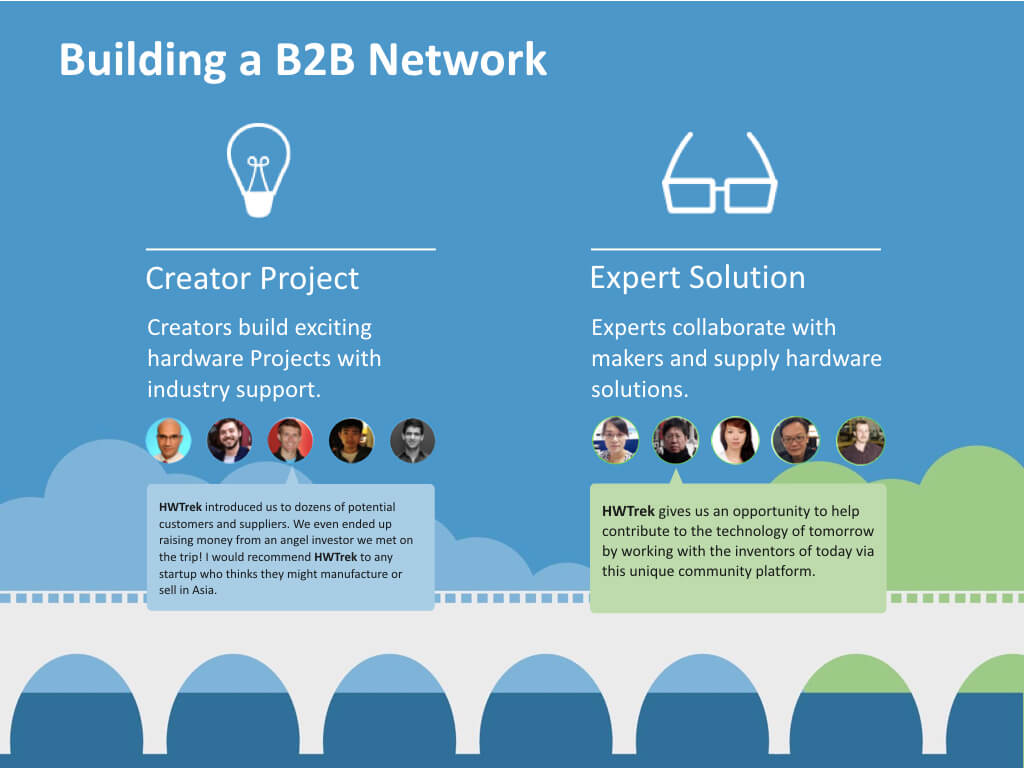 Building a B2B Network
Creator Project
Creators build exciting
hardware Projects with
industry support.
HWTrek introduced us to dozens of potential
customers and suppliers. We even ended up
raising money from an angel investor we met on
the trip! I would recommend HWTrek to any
startup who thinks they might manufacture or
sell in Asia.
Expert Solution
Experts collaborate with
makers and supply hardware
solutions.
HWTrek gives us an opportunity to help
contribute to the technology of tomorrow
by working with the inventors of today via
this unique community platform.